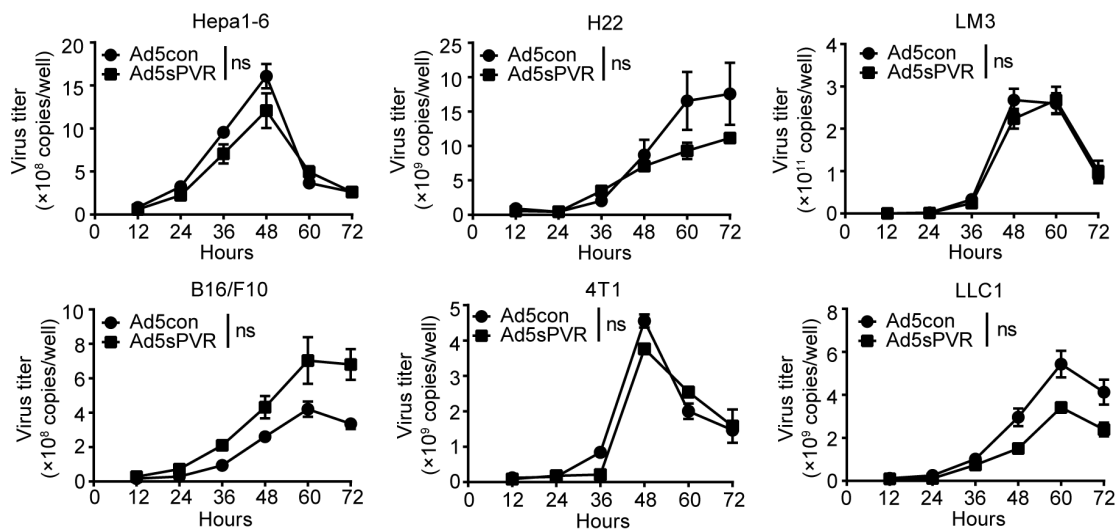 Hepa1-6
Virus titer
(×10⁸ copies/well)
20
15
10
5
0
Ad5con
Ad5sPVR
ns
0 12 24 36 48 60 72
Hours
H22
Virus titer
(×10⁹ copies/well)
25
20
15
10
5
0
Ad5con
Ad5sPVR
ns
0 12 24 36 48 60 72
Hours
LM3
Virus titer
(×10¹¹ copies/well)
4
3
2
1
0
Ad5con
Ad5sPVR
ns
0 12 24 36 48 60 72
Hours
B16/F10
Virus titer
(×10⁸ copies/well)
10
8
6
4
2
0
Ad5con
Ad5sPVR
ns
0 12 24 36 48 60 72
Hours
4T1
Virus titer
(×10⁹ copies/well)
5
4
3
2
1
0
Ad5con
Ad5sPVR
ns
0 12 24 36 48 60 72
Hours
LLC1
Virus titer
(×10⁹ copies/well)
8
6
4
2
0
Ad5con
Ad5sPVR
ns
0 12 24 36 48 60 72
Hours